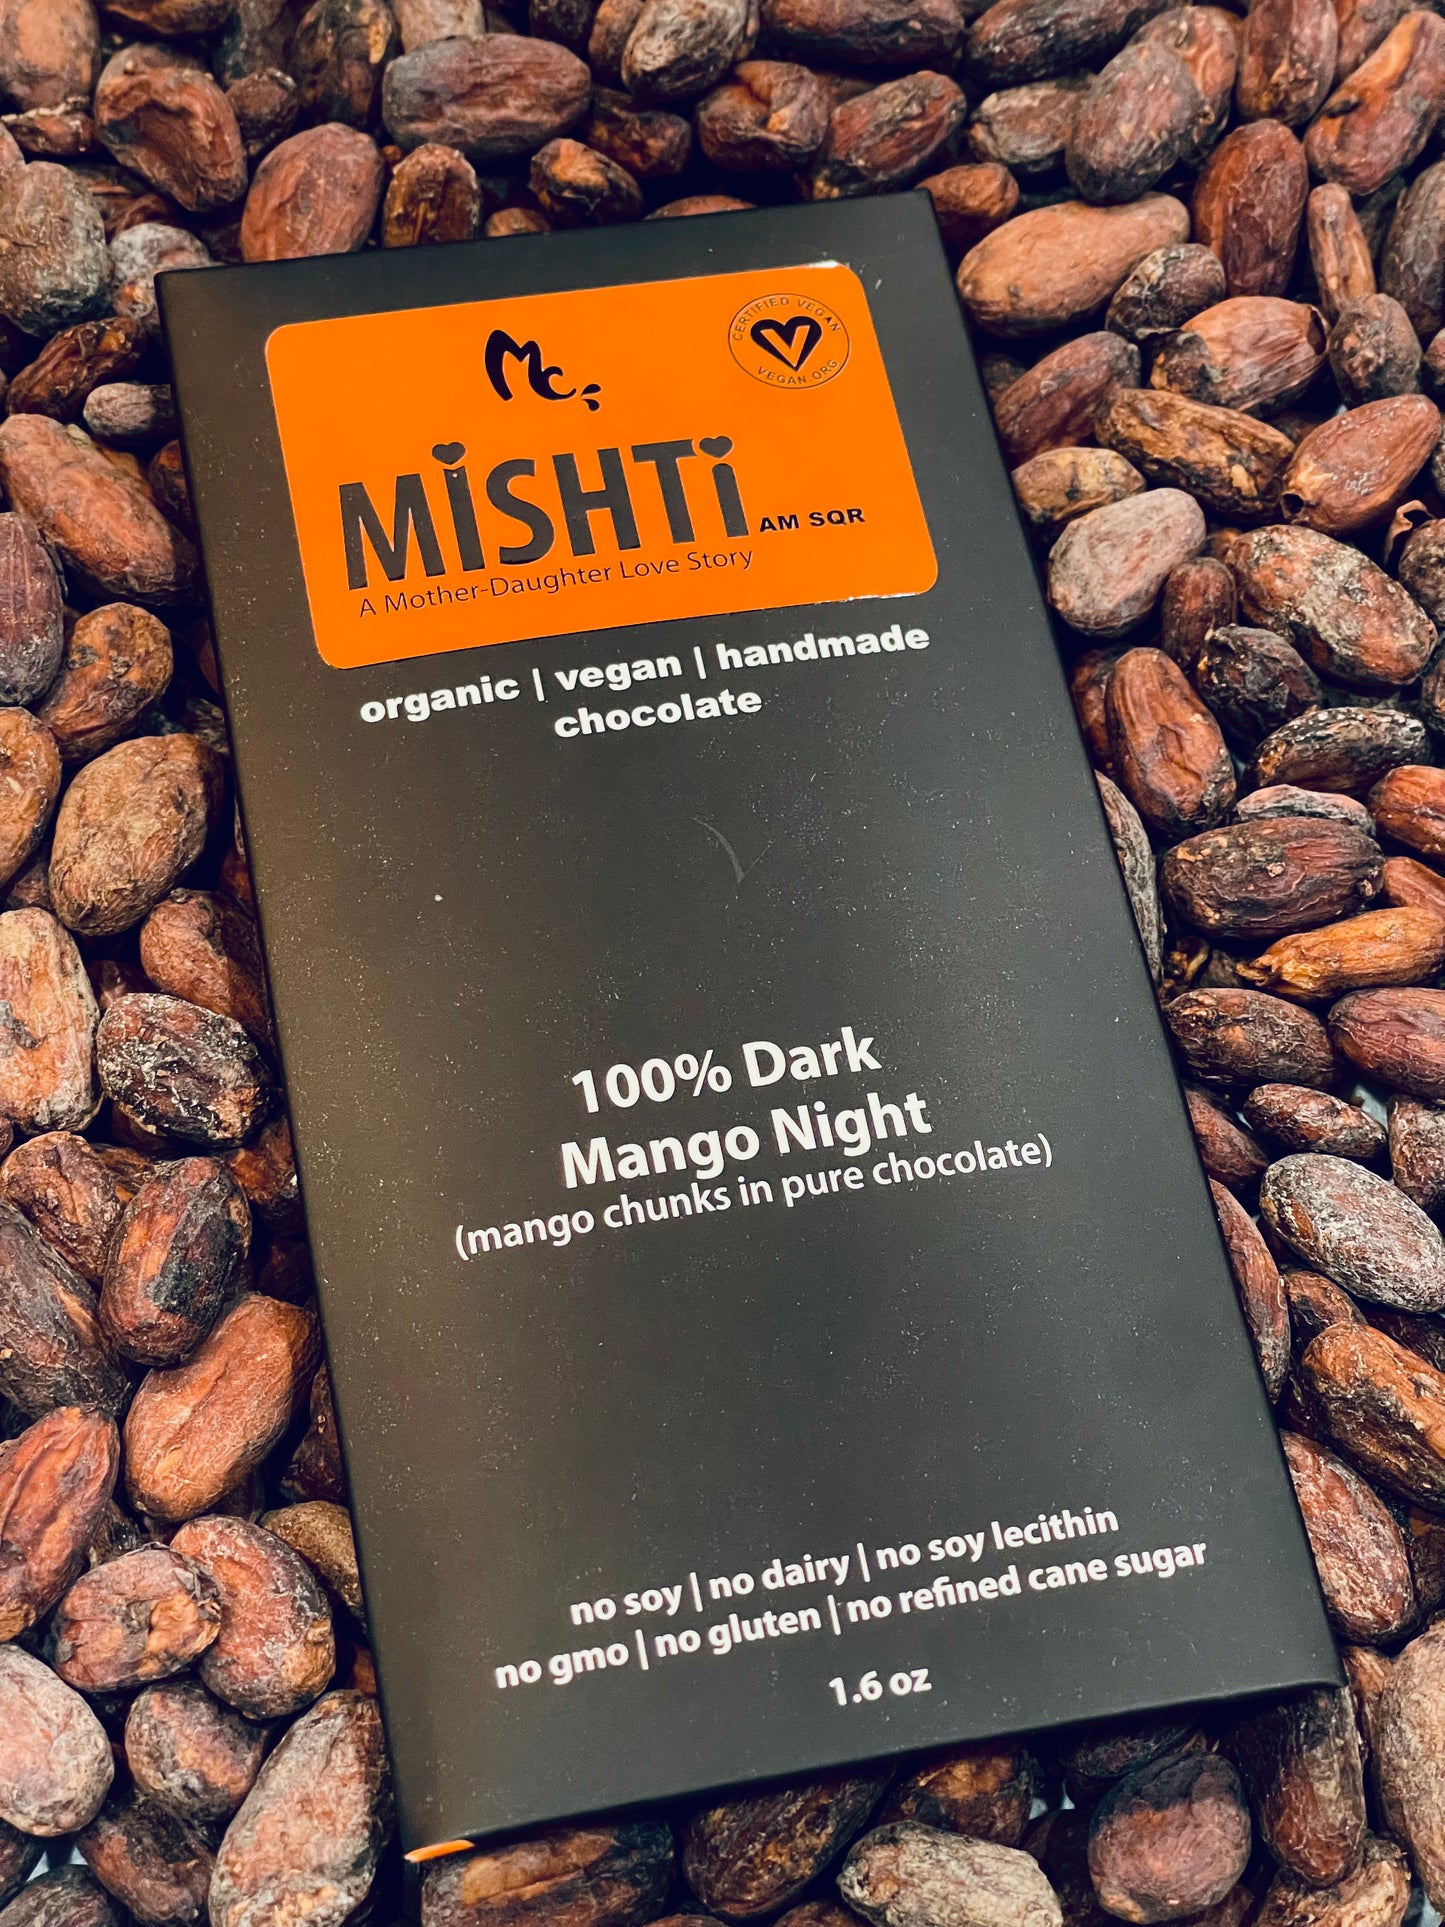 Mc
CERTIFIED VEGAN
VEGAN.ORG
MiSHTi AM SQR
A Mother-Daughter Love Story
organic | vegan | handmade
chocolate
100% Dark
Mango Night
(mango chunks in pure chocolate)
no soy | no dairy | no soy lecithin
no gmo | no gluten | no refined cane sugar
1.6 oz